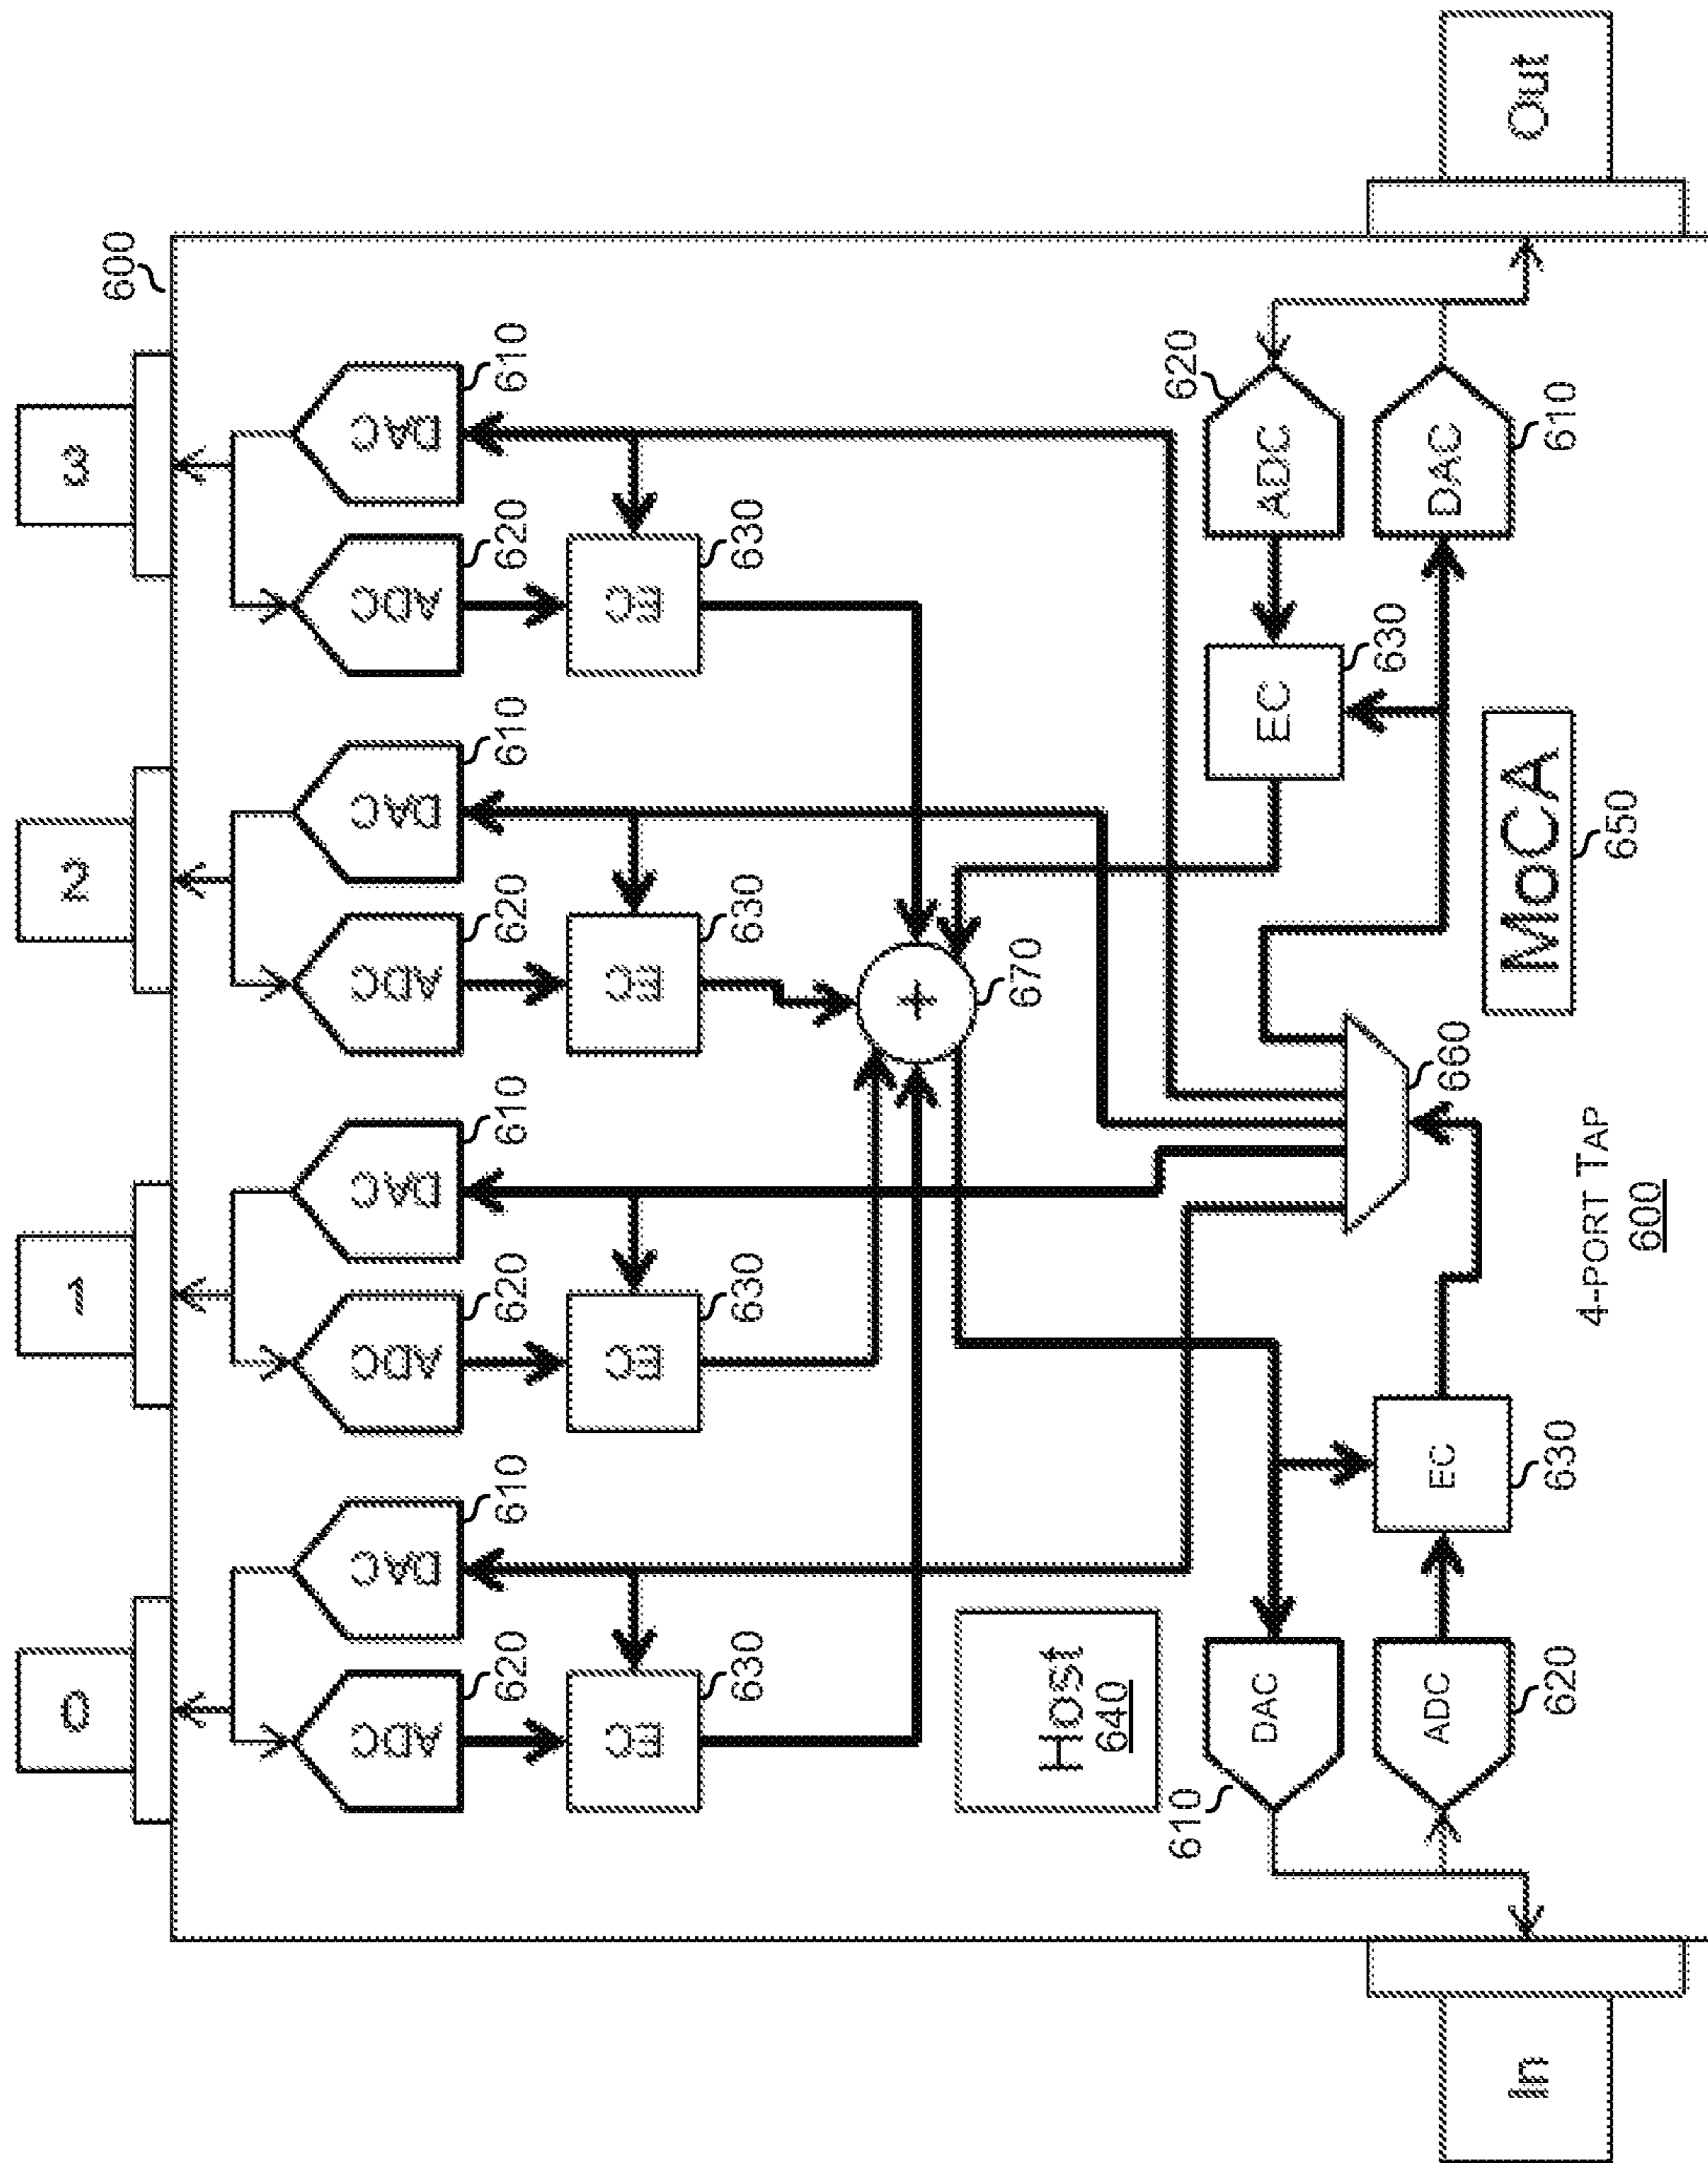 0
1
2
3
600
ADC
DAC
ADC
DAC
ADC
DAC
ADC
DAC
620
610
620
610
620
610
620
610
EC
EC
EC
EC
630
630
630
630
+
670
Host
640
610
620
DAC
EC
ADC
630
ADC
EC
660
DAC
In
MoCA
Out
620
630
610
650
4-PORT TAP
600